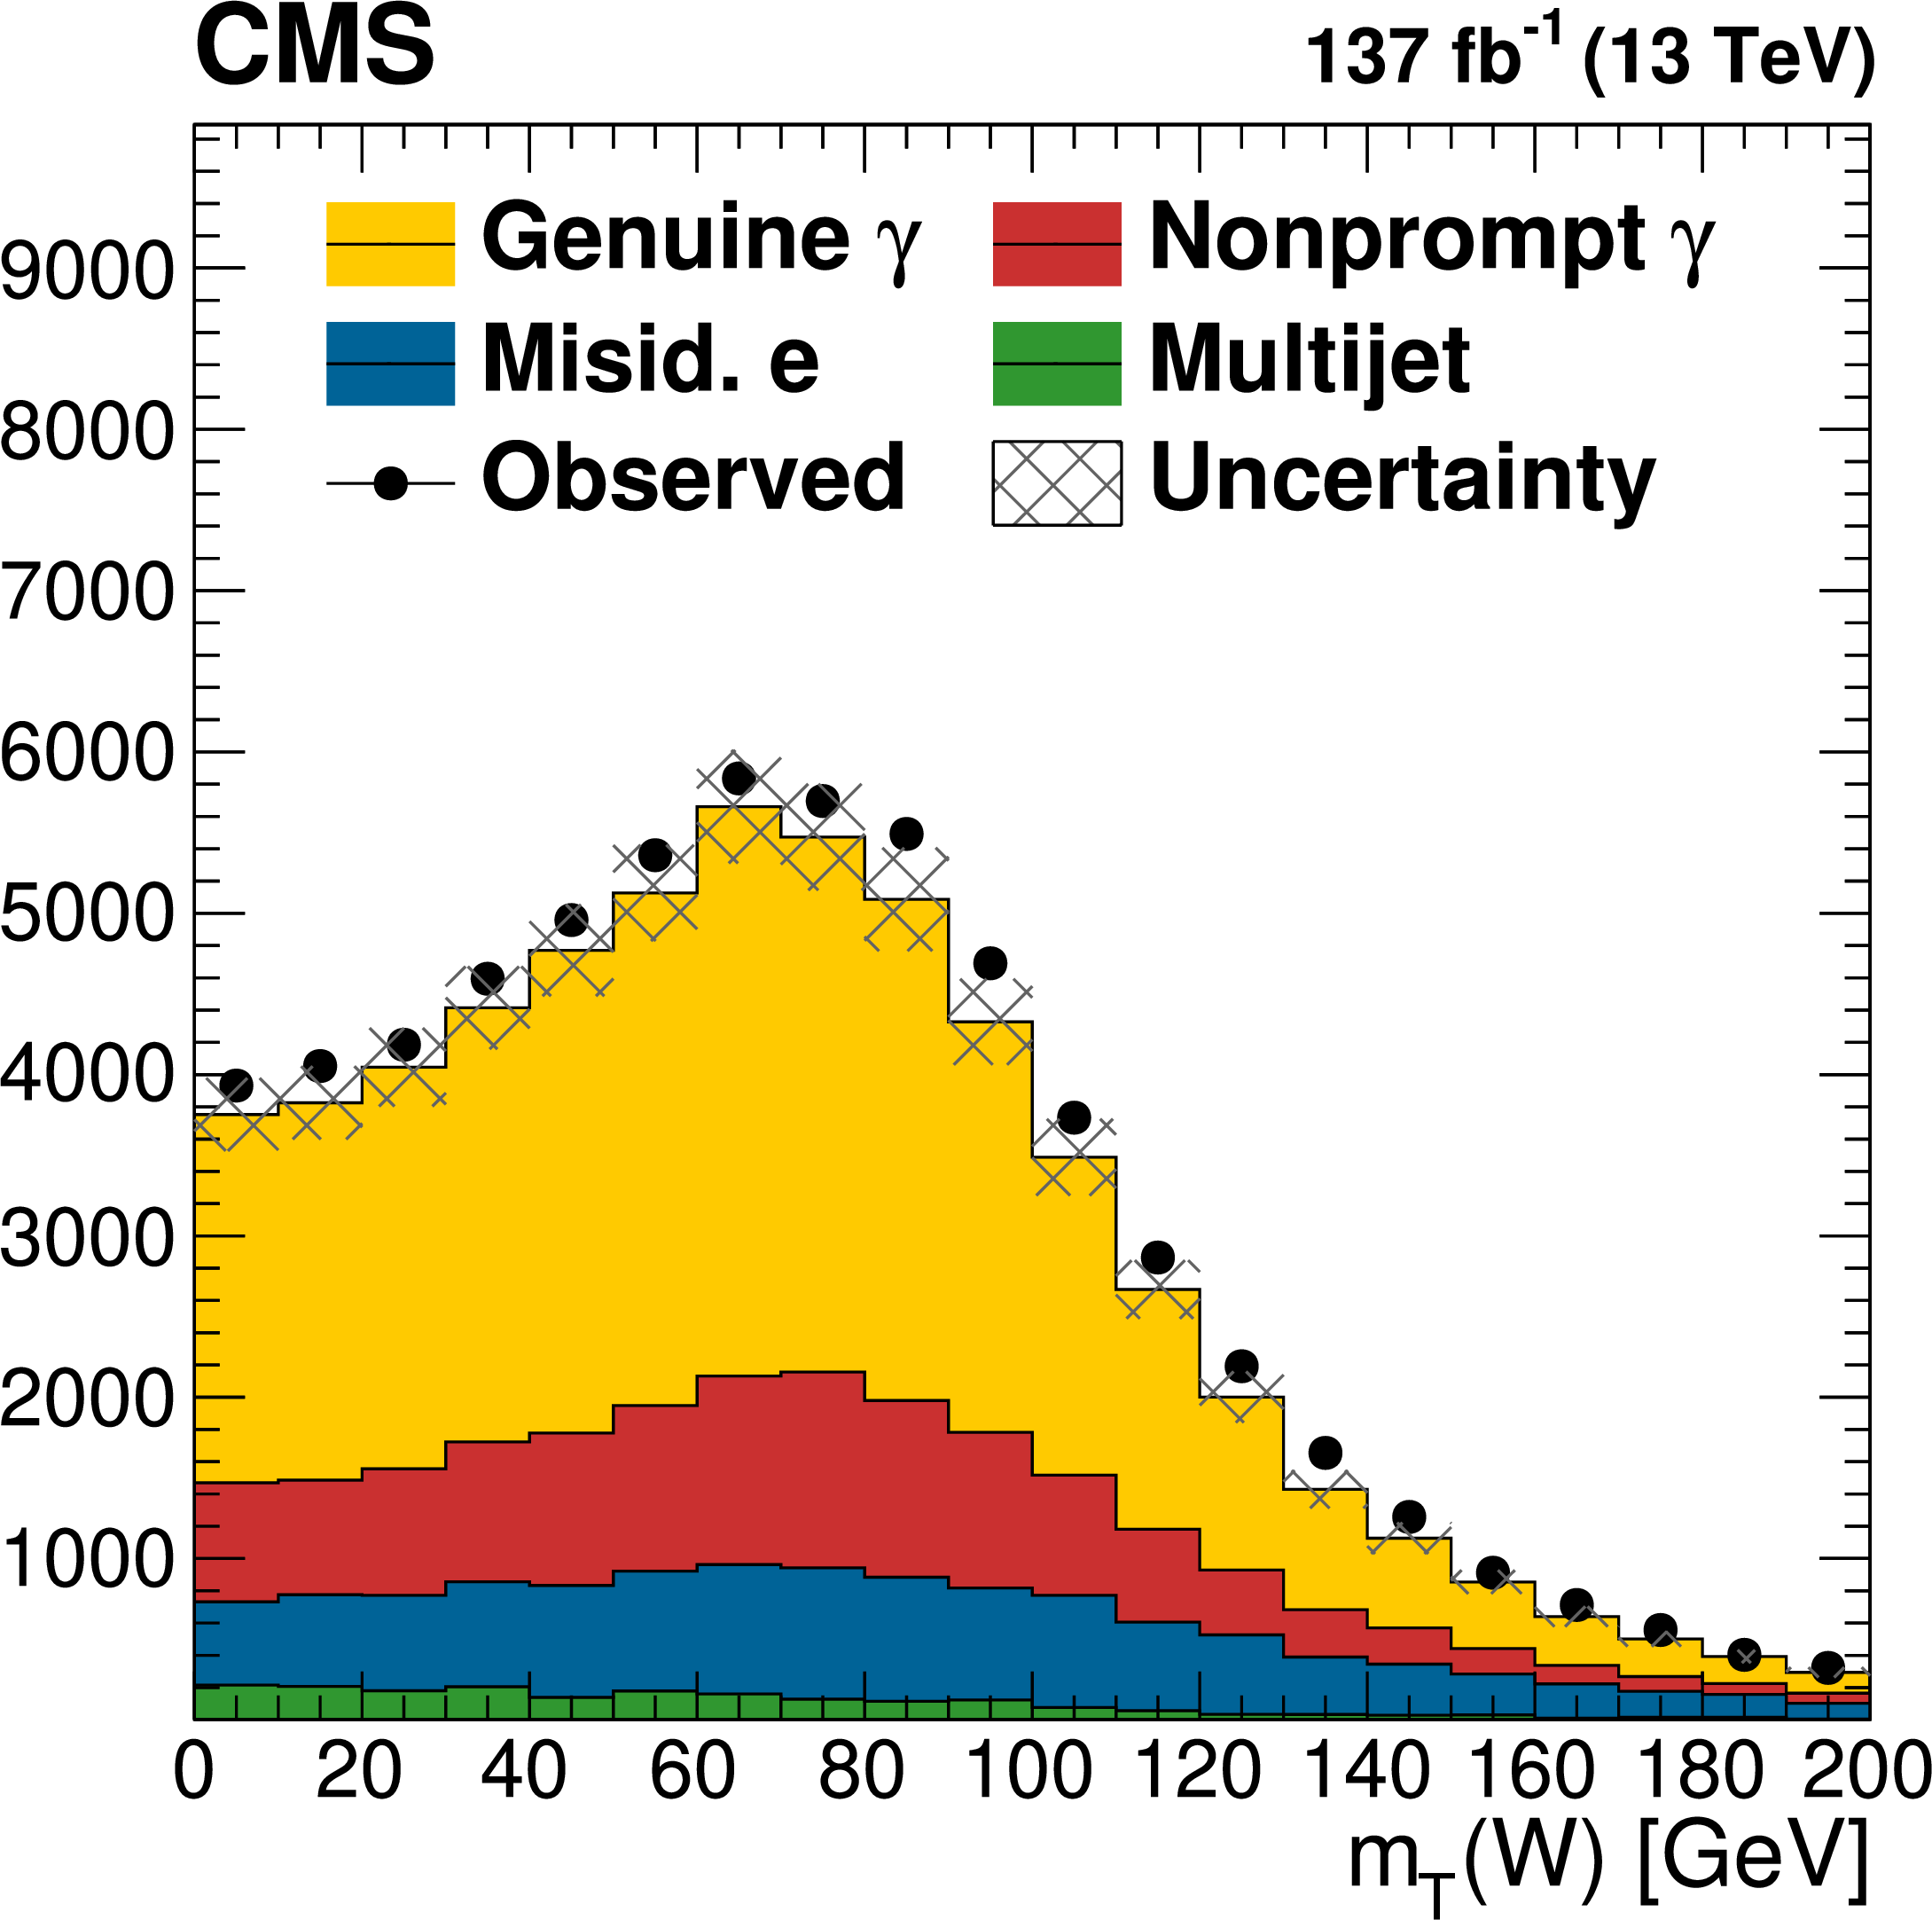 CMS 137 fb⁻¹ (13 TeV)
Genuine γ Nonprompt γ
Misid. e Multijet
Observed Uncertainty
9000
8000
7000
6000
5000
4000
3000
2000
1000
0 20 40 60 80 100 120 140 160 180 200
m_T(W) [GeV]